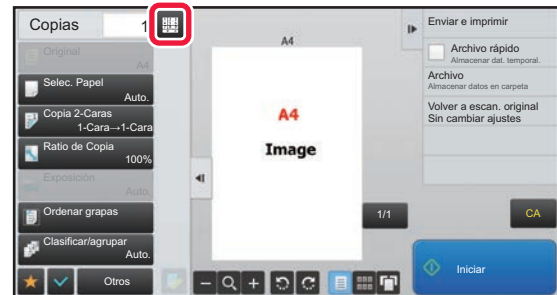 Copias
1
Original
A4
Selec. Papel
Auto.
Copia 2-Caras
1-Cara→1-Cara
Ratio de Copia
100%
Exposición
Auto.
Ordenar grapas
Clasificar/agrupar
Auto.
Otros
A4
A4
Image
1/1
Enviar e imprimir
Archivo rápido
Almacenar dat. temporal.
Archivo
Almacenar datos en carpeta
Volver a escan. original
Sin cambiar ajustes
CA
Iniciar